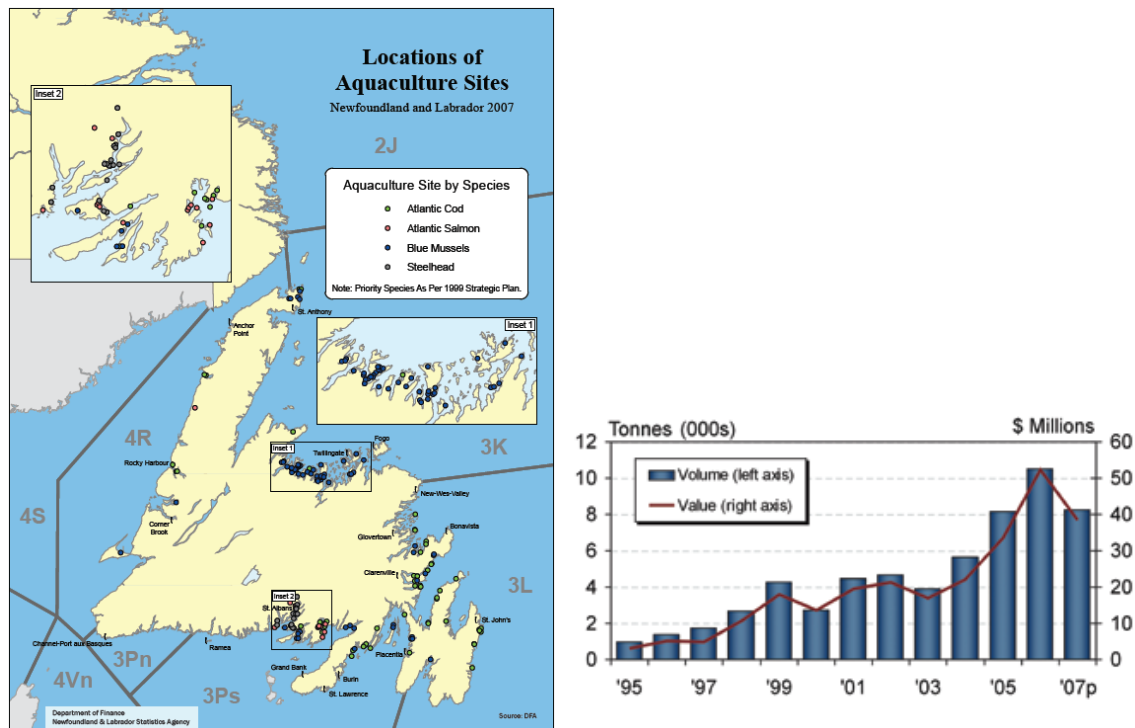 Locations of
Aquaculture Sites
Newfoundland and Labrador 2007
Inset 2
2J
Aquaculture Site by Species
Atlantic Cod
Atlantic Salmon
Blue Mussels
Steelhead
Note: Priority Species As Per 1999 Strategic Plan.
St. Anthony
Anchor
Point
Inset 1
4R
3K
Fogo
Inset 1
Twillingate
Rocky Harbour
New-Wes-Valley
4S
Corner
Brook
Glovertown
Bonavista
Clarenville
3L
Inset 2
St. Albans
St. John's
Channel-Port aux Basques
Ramea
Placentia
3Pn
Grand Bank
Burin
4Vn
3Ps
St. Lawrence
Department of Finance
Newfoundland & Labrador Statistics Agency
Source: DFA
Tonnes (000s)
$ Millions
12
60
Volume (left axis)
10
50
Value (right axis)
8
40
6
30
4
20
2
10
0
0
'95
'97
'99
'01
'03
'05
'07p